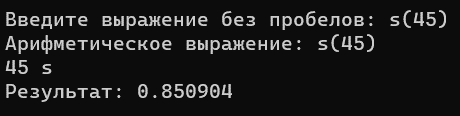 Введите выражение без пробелов: s(45)
Арифметическое выражение: s(45)
45 s
Результат: 0.850904